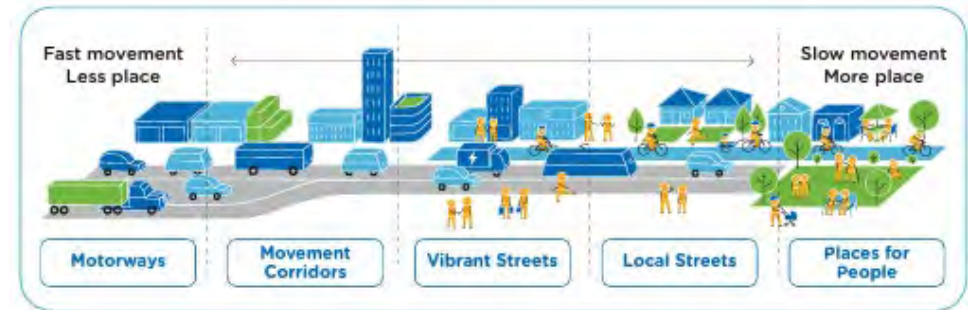 Fast movement
Less place
Slow movement
More place
Motorways
Movement
Corridors
Vibrant Streets
Local Streets
Places for
People